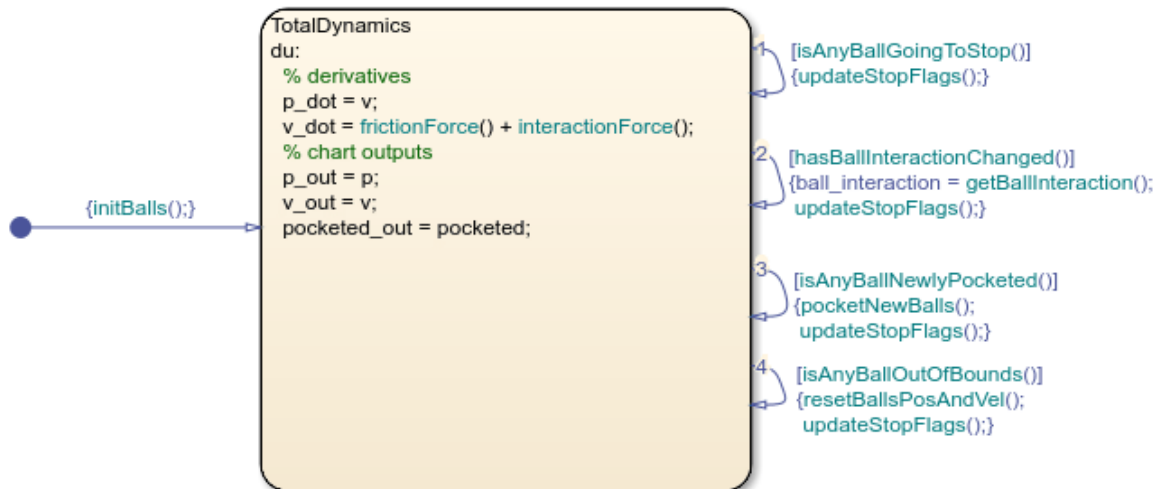 TotalDynamics
du:
% derivatives
p_dot = v;
v_dot = frictionForce() + interactionForce();
% chart outputs
p_out = p;
v_out = v;
pocketed_out = pocketed;
{initBalls();}
1
[isAnyBallGoingToStop()]
{updateStopFlags();}
2
[hasBallInteractionChanged()]
{ball_interaction = getBallInteraction();
updateStopFlags();}
3
[isAnyBallNewlyPocketed()]
{pocketNewBalls();
updateStopFlags();}
4
[isAnyBallOutOfBounds()]
{resetBallsPosAndVel();
updateStopFlags();}